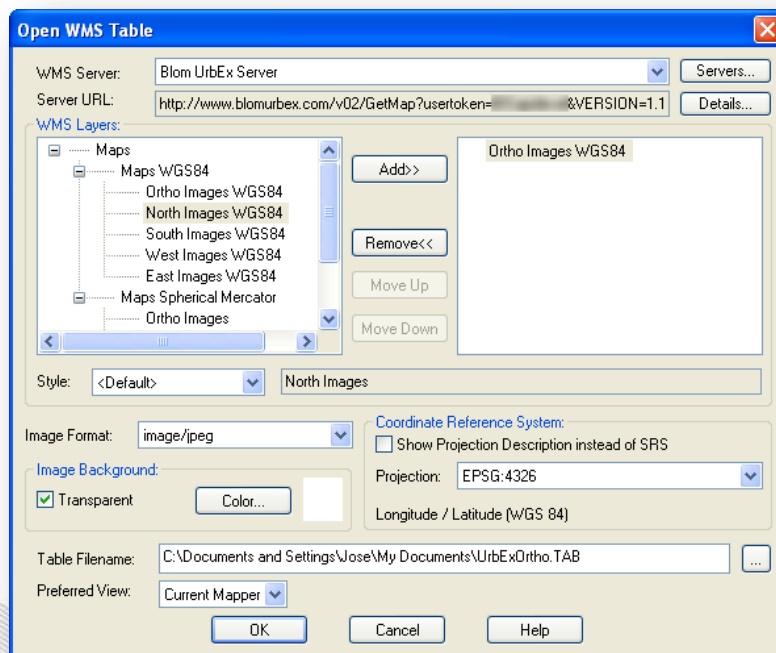 Open WMS Table
WMS Server: Blom UrbEx Server Servers...
Server URL: http://www.blomurbex.com/v02/GetMap?usertoken= &VERSION=1.1 Details...
WMS Layers:
Maps
Maps WGS84
Ortho Images WGS84
North Images WGS84
South Images WGS84
West Images WGS84
East Images WGS84
Maps Spherical Mercator
Ortho Images
Add>>
Remove<<
Move Up
Move Down
Ortho Images WGS84
Style: <Default> North Images
Image Format: image/jpeg
Image Background:
Transparent Color...
Coordinate Reference System:
Show Projection Description instead of SRS
Projection: EPSG:4326
Longitude / Latitude (WGS 84)
Table Filename: C:\Documents and Settings\Jose\My Documents\UrbExOrtho.TAB ...
Preferred View: Current Mapper
OK Cancel Help